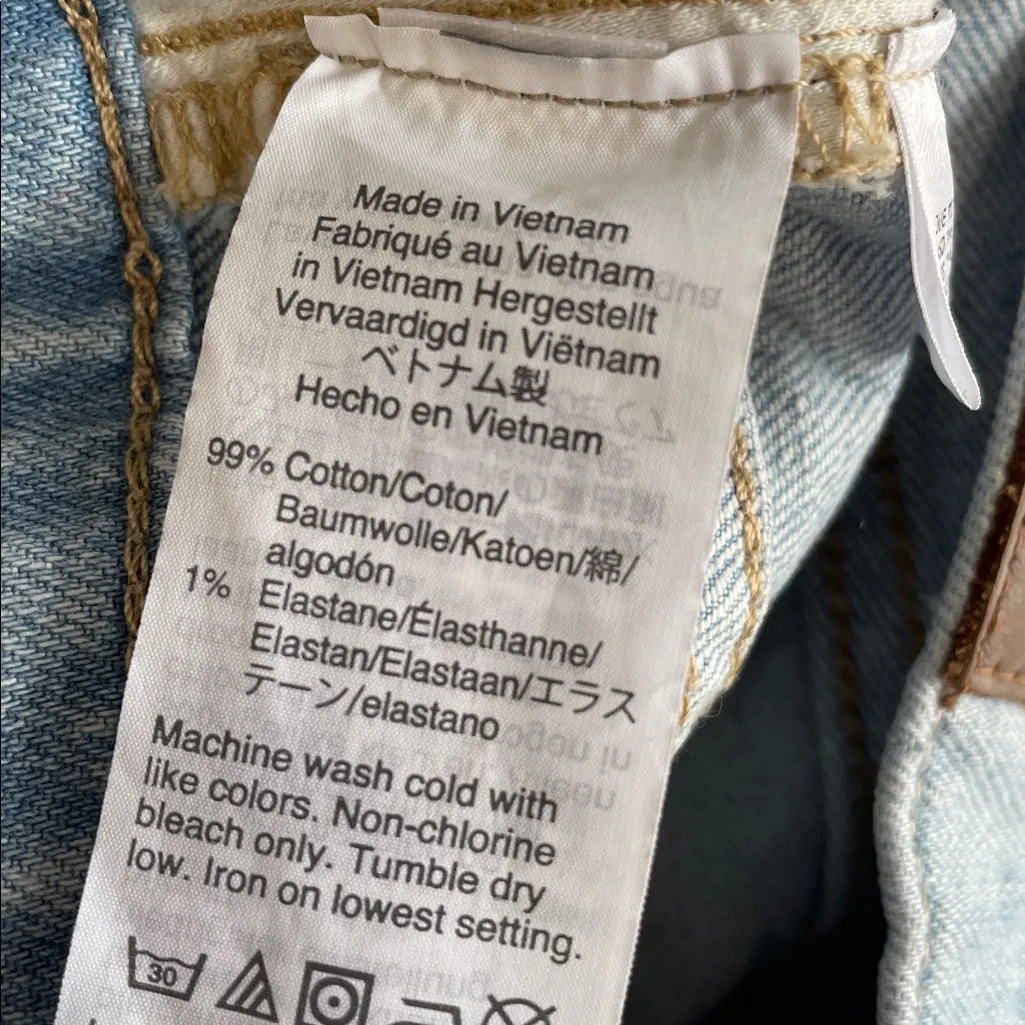 Made in Vietnam
Fabriqué au Vietnam
in Vietnam Hergestellt
Vervaardigd in Viëtnam
ベトナム製
Hecho en Vietnam
99% Cotton/Coton/
Baumwolle/Katoen/綿/
algodón
1% Elastane/Élasthanne/
Elastan/Elastaan/エラス
テーン/elastano
Machine wash cold with
like colors. Non-chlorine
bleach only. Tumble dry
low. Iron on lowest setting.
30